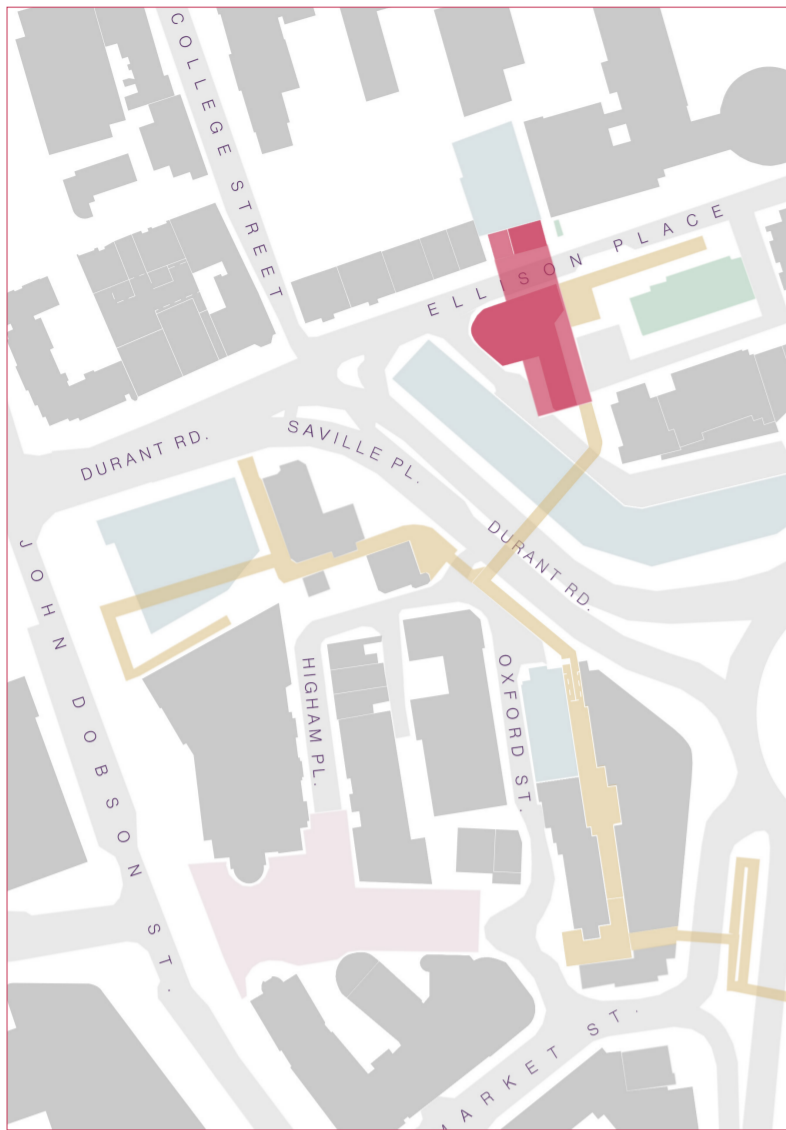 COLLEGE STREET
ELLISON PLACE
DURANT RD.
SAVILLE PL.
DURANT RD.
JOHN DOBSON ST.
HIGHAM PL.
OXFORD ST.
MARKET ST.